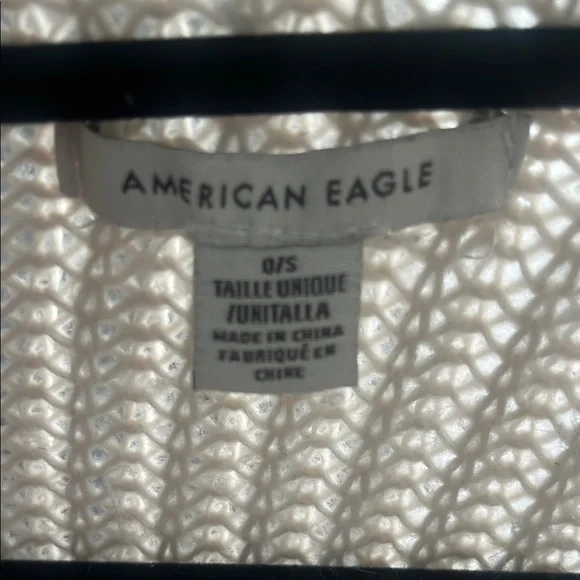 AMERICAN EAGLE
O/S
TAILLE UNIQUE
/UNITALLA
MADE IN CHINA
FABRIQUÉ EN
CHINE